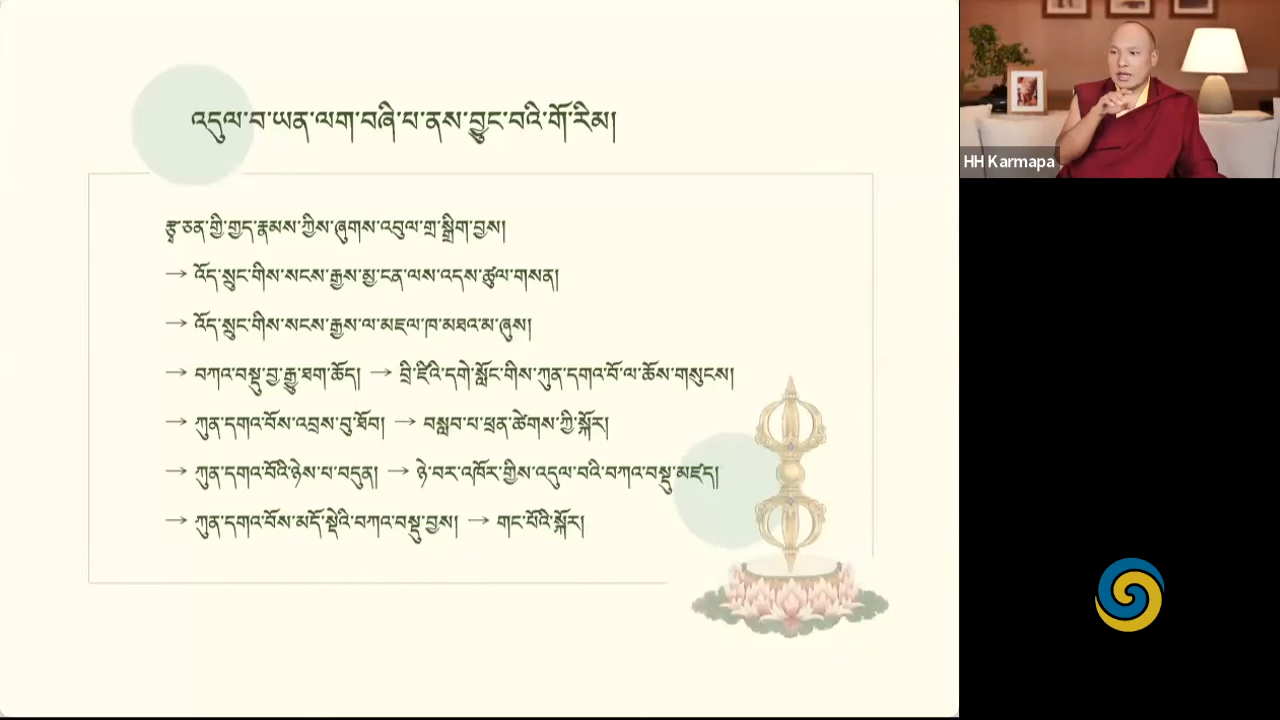 འདུལ་བ་ཡན་ལག་བཞི་པ་ནས་བྱུང་བའི་གོ་རིམ།
རྩྭ་ཅན་གྱི་གྱད་རྣམས་ཀྱིས་ཞུགས་འབུལ་གྲ་སྒྲིག་བྱས།
→ འོད་སྲུང་གིས་སངས་རྒྱས་མྱ་ངན་ལས་འདས་ཚུལ་གསན།
→ འོད་སྲུང་གིས་སངས་རྒྱས་ལ་མཇལ་ཁ་མཐའ་མ་ཞུས།
→ བཀའ་བསྡུ་བྱ་རྒྱུ་ཐག་ཆོད། → བྲི་ཛིའི་དགེ་སློང་གིས་ཀུན་དགའ་བོ་ལ་ཆོས་གསུངས།
→ ཀུན་དགའ་བོས་འབྲས་བུ་ཐོབ། → བསླབ་པ་ཕྲན་ཚེགས་ཀྱི་སྐོར།
→ ཀུན་དགའ་བོའི་ཉེས་པ་བདུན། → ཉེ་བར་འཁོར་གྱིས་འདུལ་བའི་བཀའ་བསྡུ་མཛད།
→ ཀུན་དགའ་བོས་མདོ་སྡེའི་བཀའ་བསྡུ་བྱས། → གང་པོའི་སྐོར།
HH Karmapa